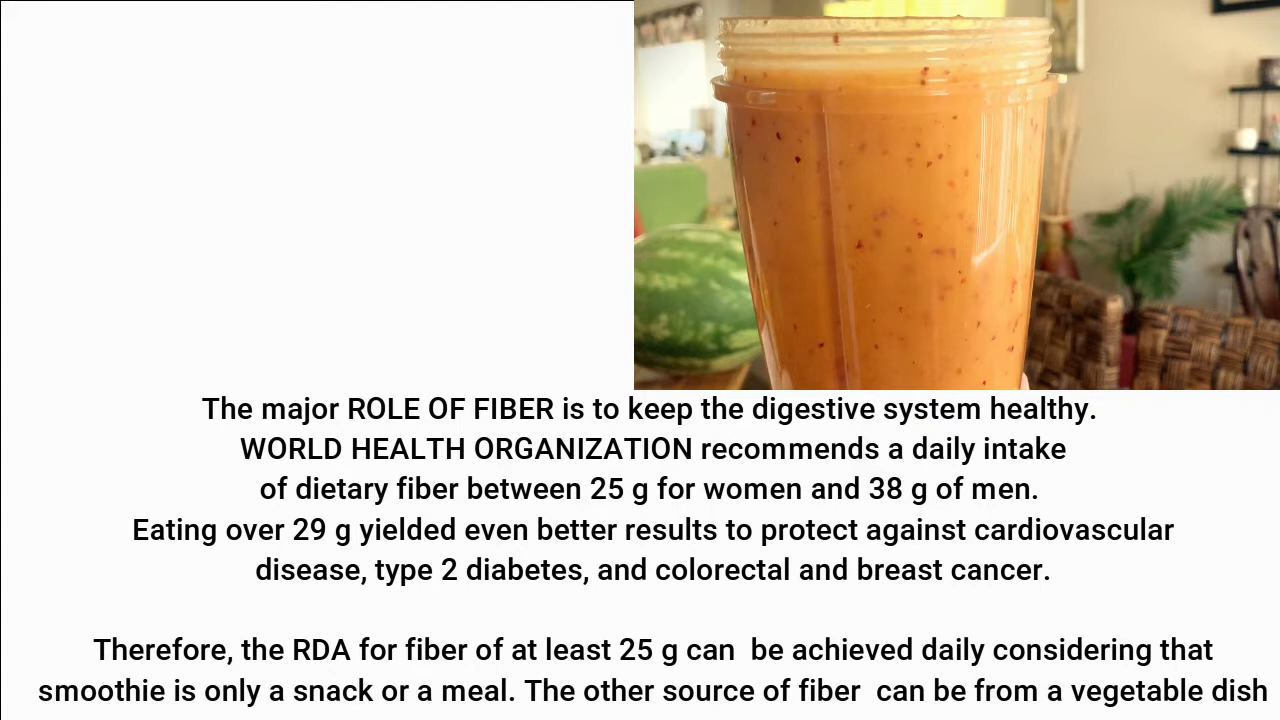 The major ROLE OF FIBER is to keep the digestive system healthy.
WORLD HEALTH ORGANIZATION recommends a daily intake
of dietary fiber between 25 g for women and 38 g of men.
Eating over 29 g yielded even better results to protect against cardiovascular
disease, type 2 diabetes, and colorectal and breast cancer.
Therefore, the RDA for fiber of at least 25 g can  be achieved daily considering that
smoothie is only a snack or a meal. The other source of fiber  can be from a vegetable dish